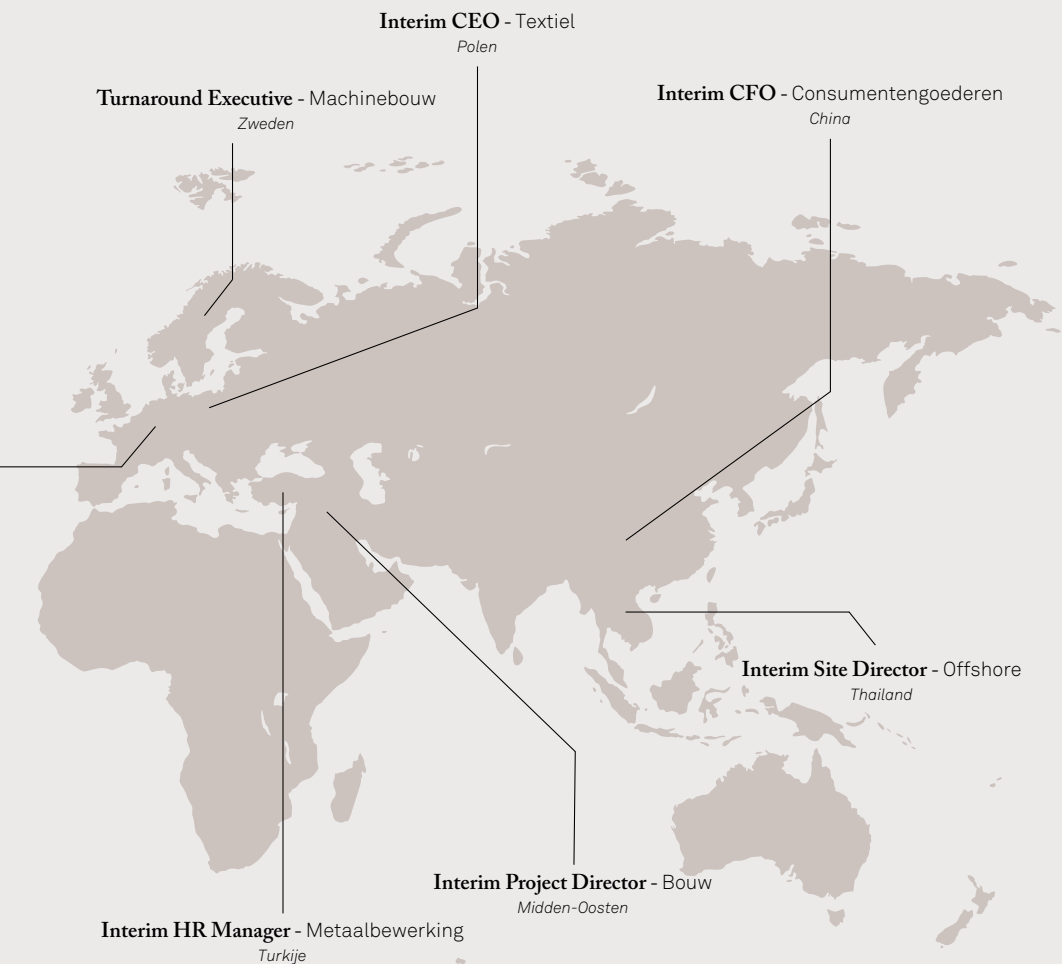 Interim CEO - Textiel
Polen
Turnaround Executive - Machinebouw
Zweden
Interim CFO - Consumentengoederen
China
Interim Site Director - Offshore
Thailand
Interim Project Director - Bouw
Midden-Oosten
Interim HR Manager - Metaalbewerking
Turkije